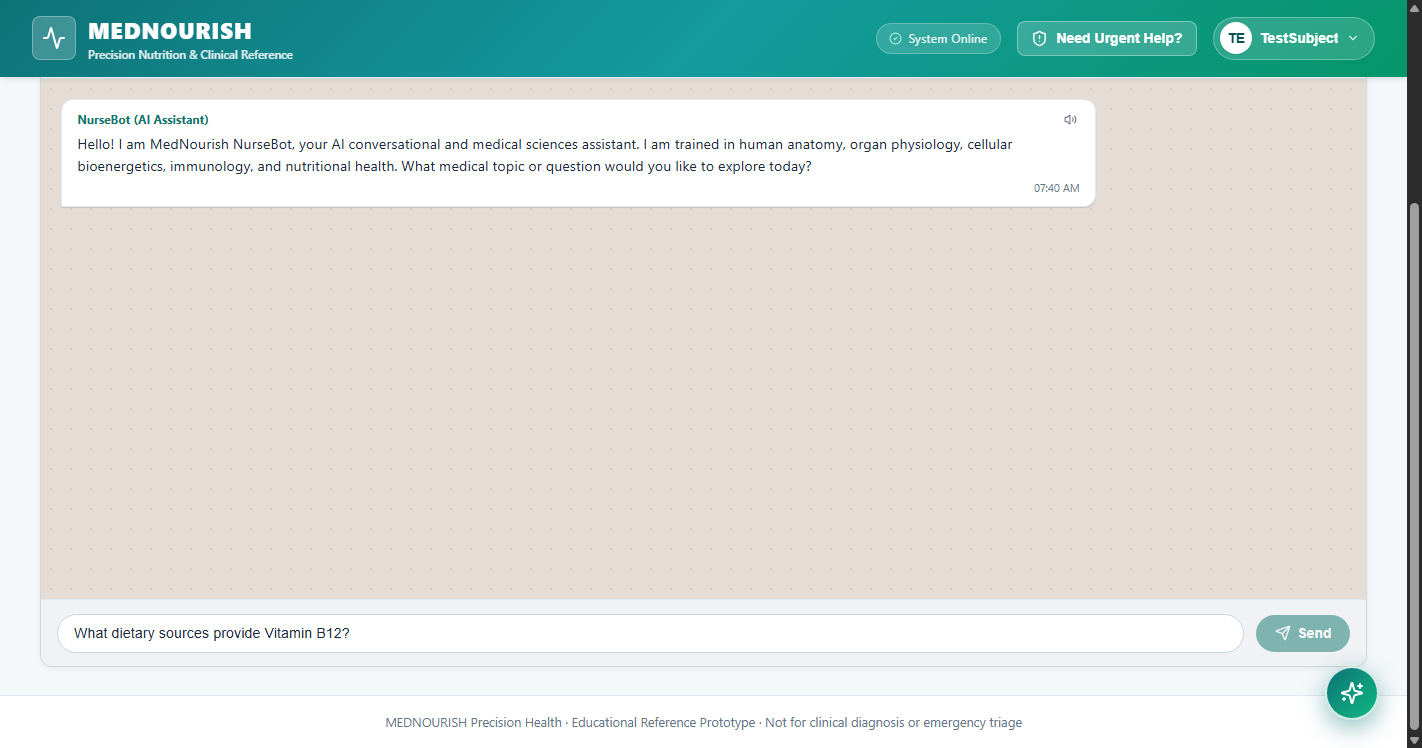 MEDNOURISH
Precision Nutrition & Clinical Reference
System Online
Need Urgent Help?
TE
TestSubject
NurseBot (AI Assistant)
Hello! I am MedNourish NurseBot, your AI conversational and medical sciences assistant. I am trained in human anatomy, organ physiology, cellular
bioenergetics, immunology, and nutritional health. What medical topic or question would you like to explore today?
07:40 AM
What dietary sources provide Vitamin B12?
Send
MEDNOURISH Precision Health · Educational Reference Prototype · Not for clinical diagnosis or emergency triage